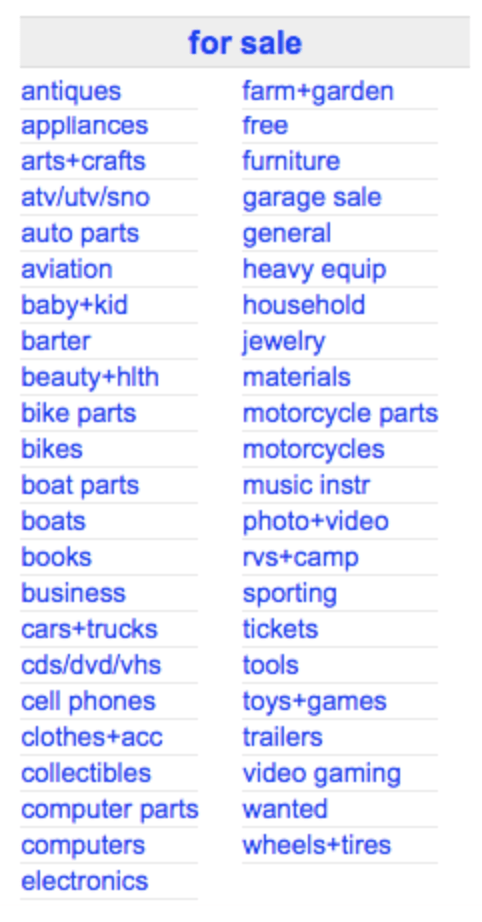 for sale
antiques
appliances
arts+crafts
atv/utv/sno
auto parts
aviation
baby+kid
barter
beauty+hlth
bike parts
bikes
boat parts
boats
books
business
cars+trucks
cds/dvd/vhs
cell phones
clothes+acc
collectibles
computer parts
computers
electronics
farm+garden
free
furniture
garage sale
general
heavy equip
household
jewelry
materials
motorcycle parts
motorcycles
music instr
photo+video
rvs+camp
sporting
tickets
tools
toys+games
trailers
video gaming
wanted
wheels+tires